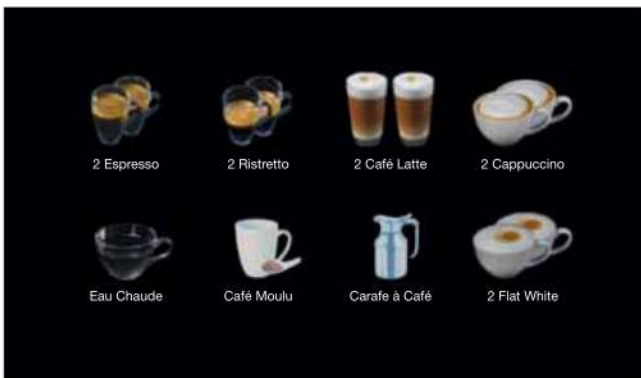 2 Espresso
2 Ristretto
2 Café Latte
2 Cappuccino
Eau Chaude
Café Moulu
Carafe à Café
2 Flat White